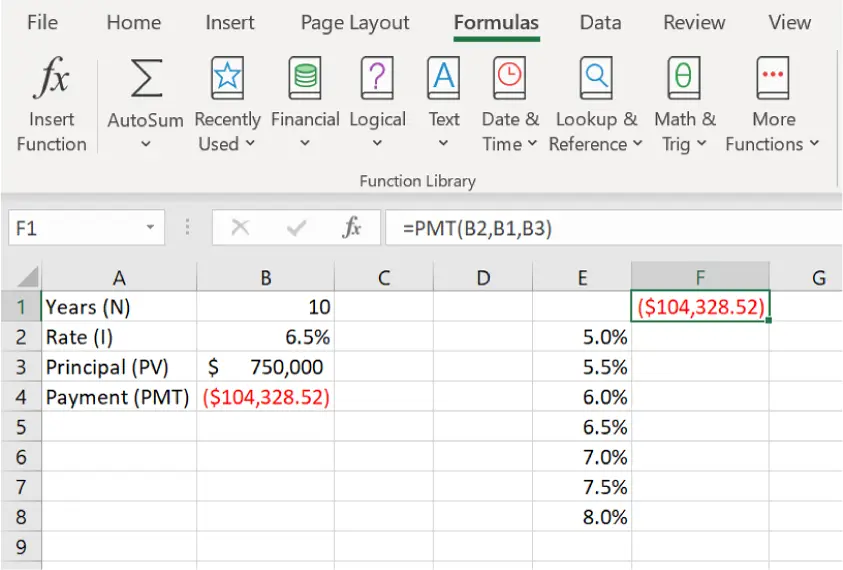 File Home Insert Page Layout Formulas Data Review View
fx Σ ? A θ
Insert Function AutoSum Recently Used Financial Logical Text Date & Time Lookup & Reference Math & Trig More Functions
Function Library
F1 fx =PMT(B2,B1,B3)
A B C D E F G
1 Years (N) 10 ($104,328.52)
2 Rate (I) 6.5% 5.0%
3 Principal (PV) $ 750,000 5.5%
4 Payment (PMT) ($104,328.52) 6.0%
5 6.5%
6 7.0%
7 7.5%
8 8.0%
9